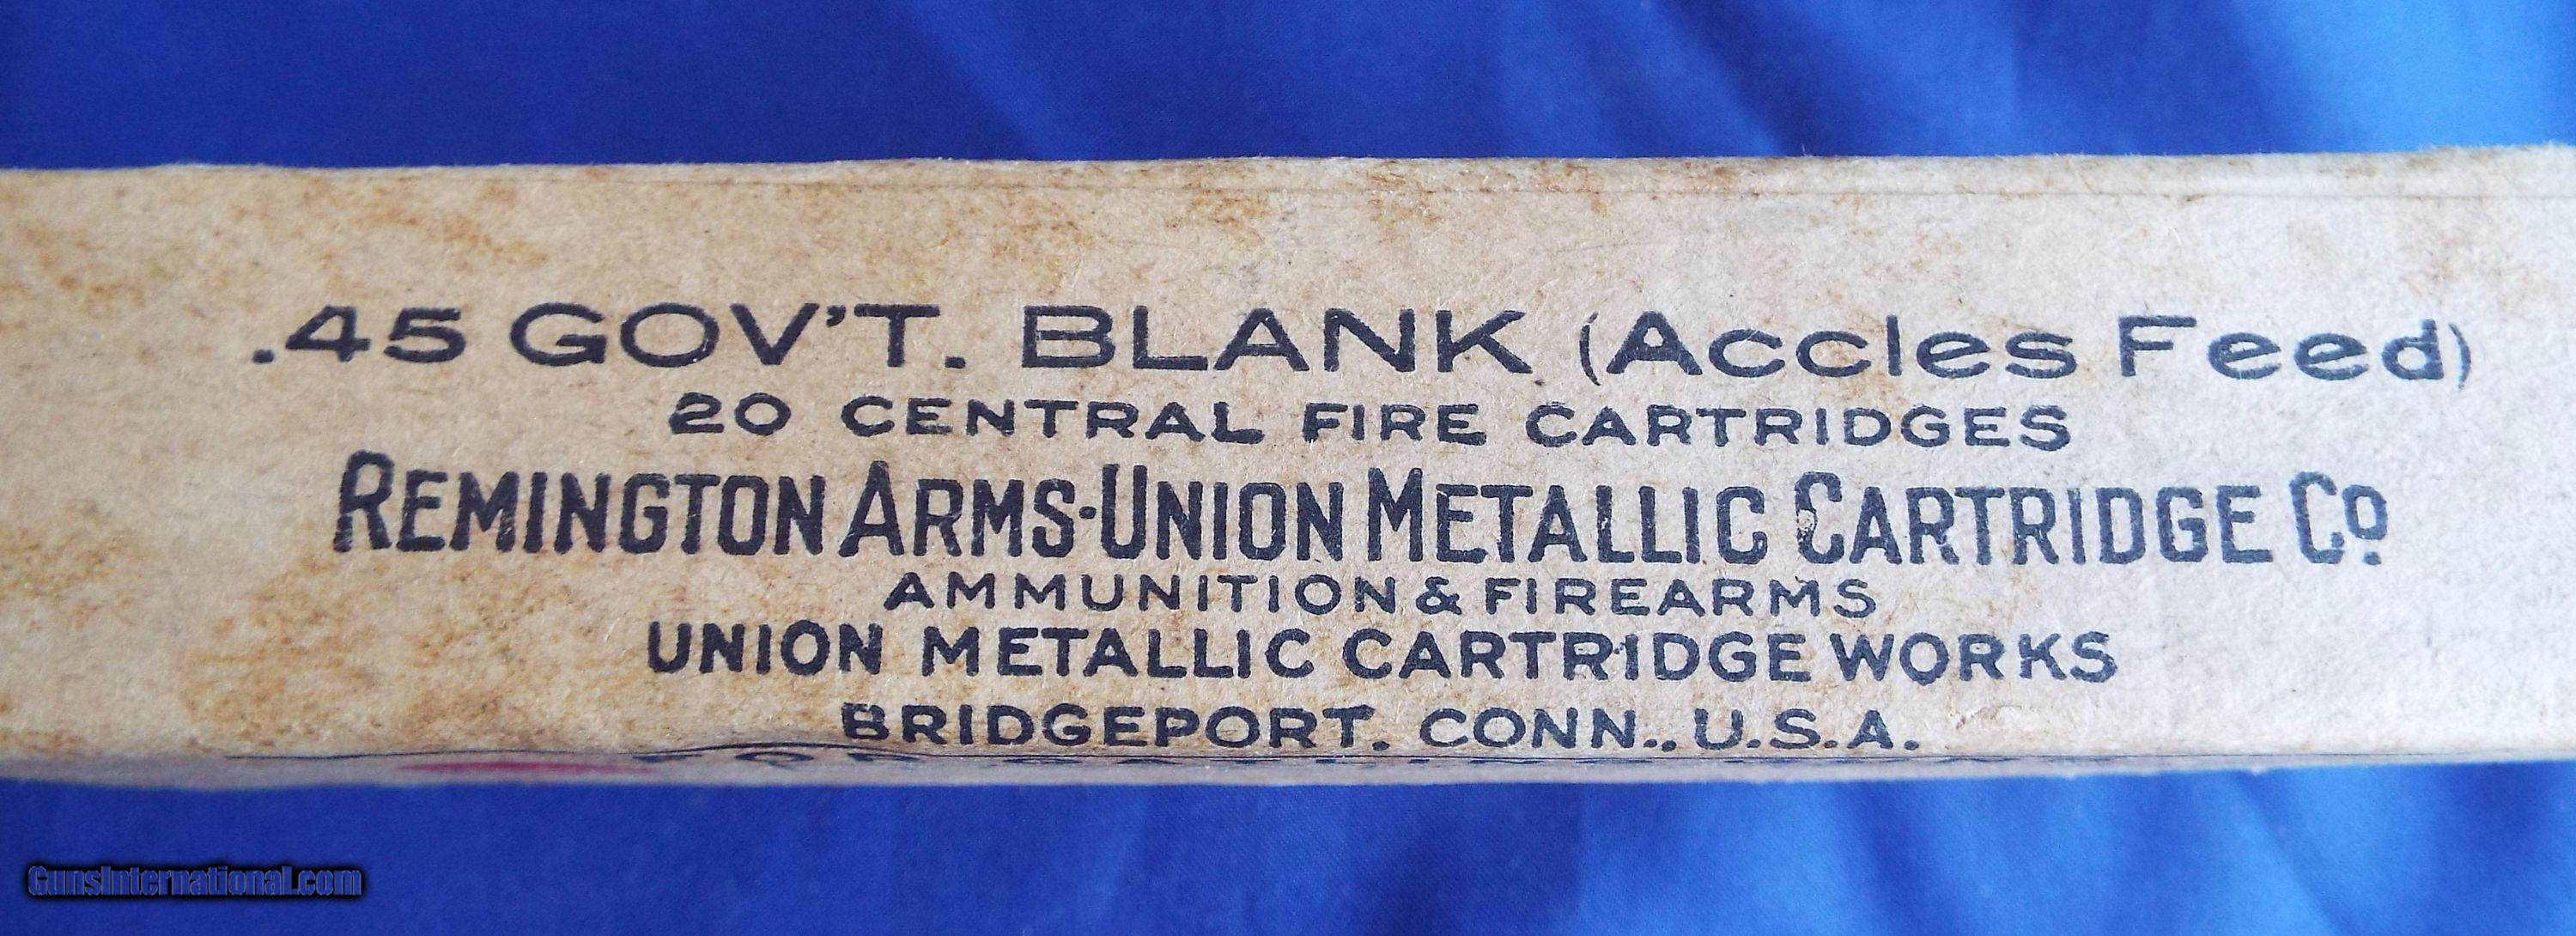 .45 GOV'T. BLANK (Accles Feed)
20 CENTRAL FIRE CARTRIDGES
REMINGTON ARMS-UNION METALLIC CARTRIDGE Co.
AMMUNITION & FIREARMS
UNION METALLIC CARTRIDGE WORKS
BRIDGEPORT. CONN., U.S.A.
GunsInternational.com